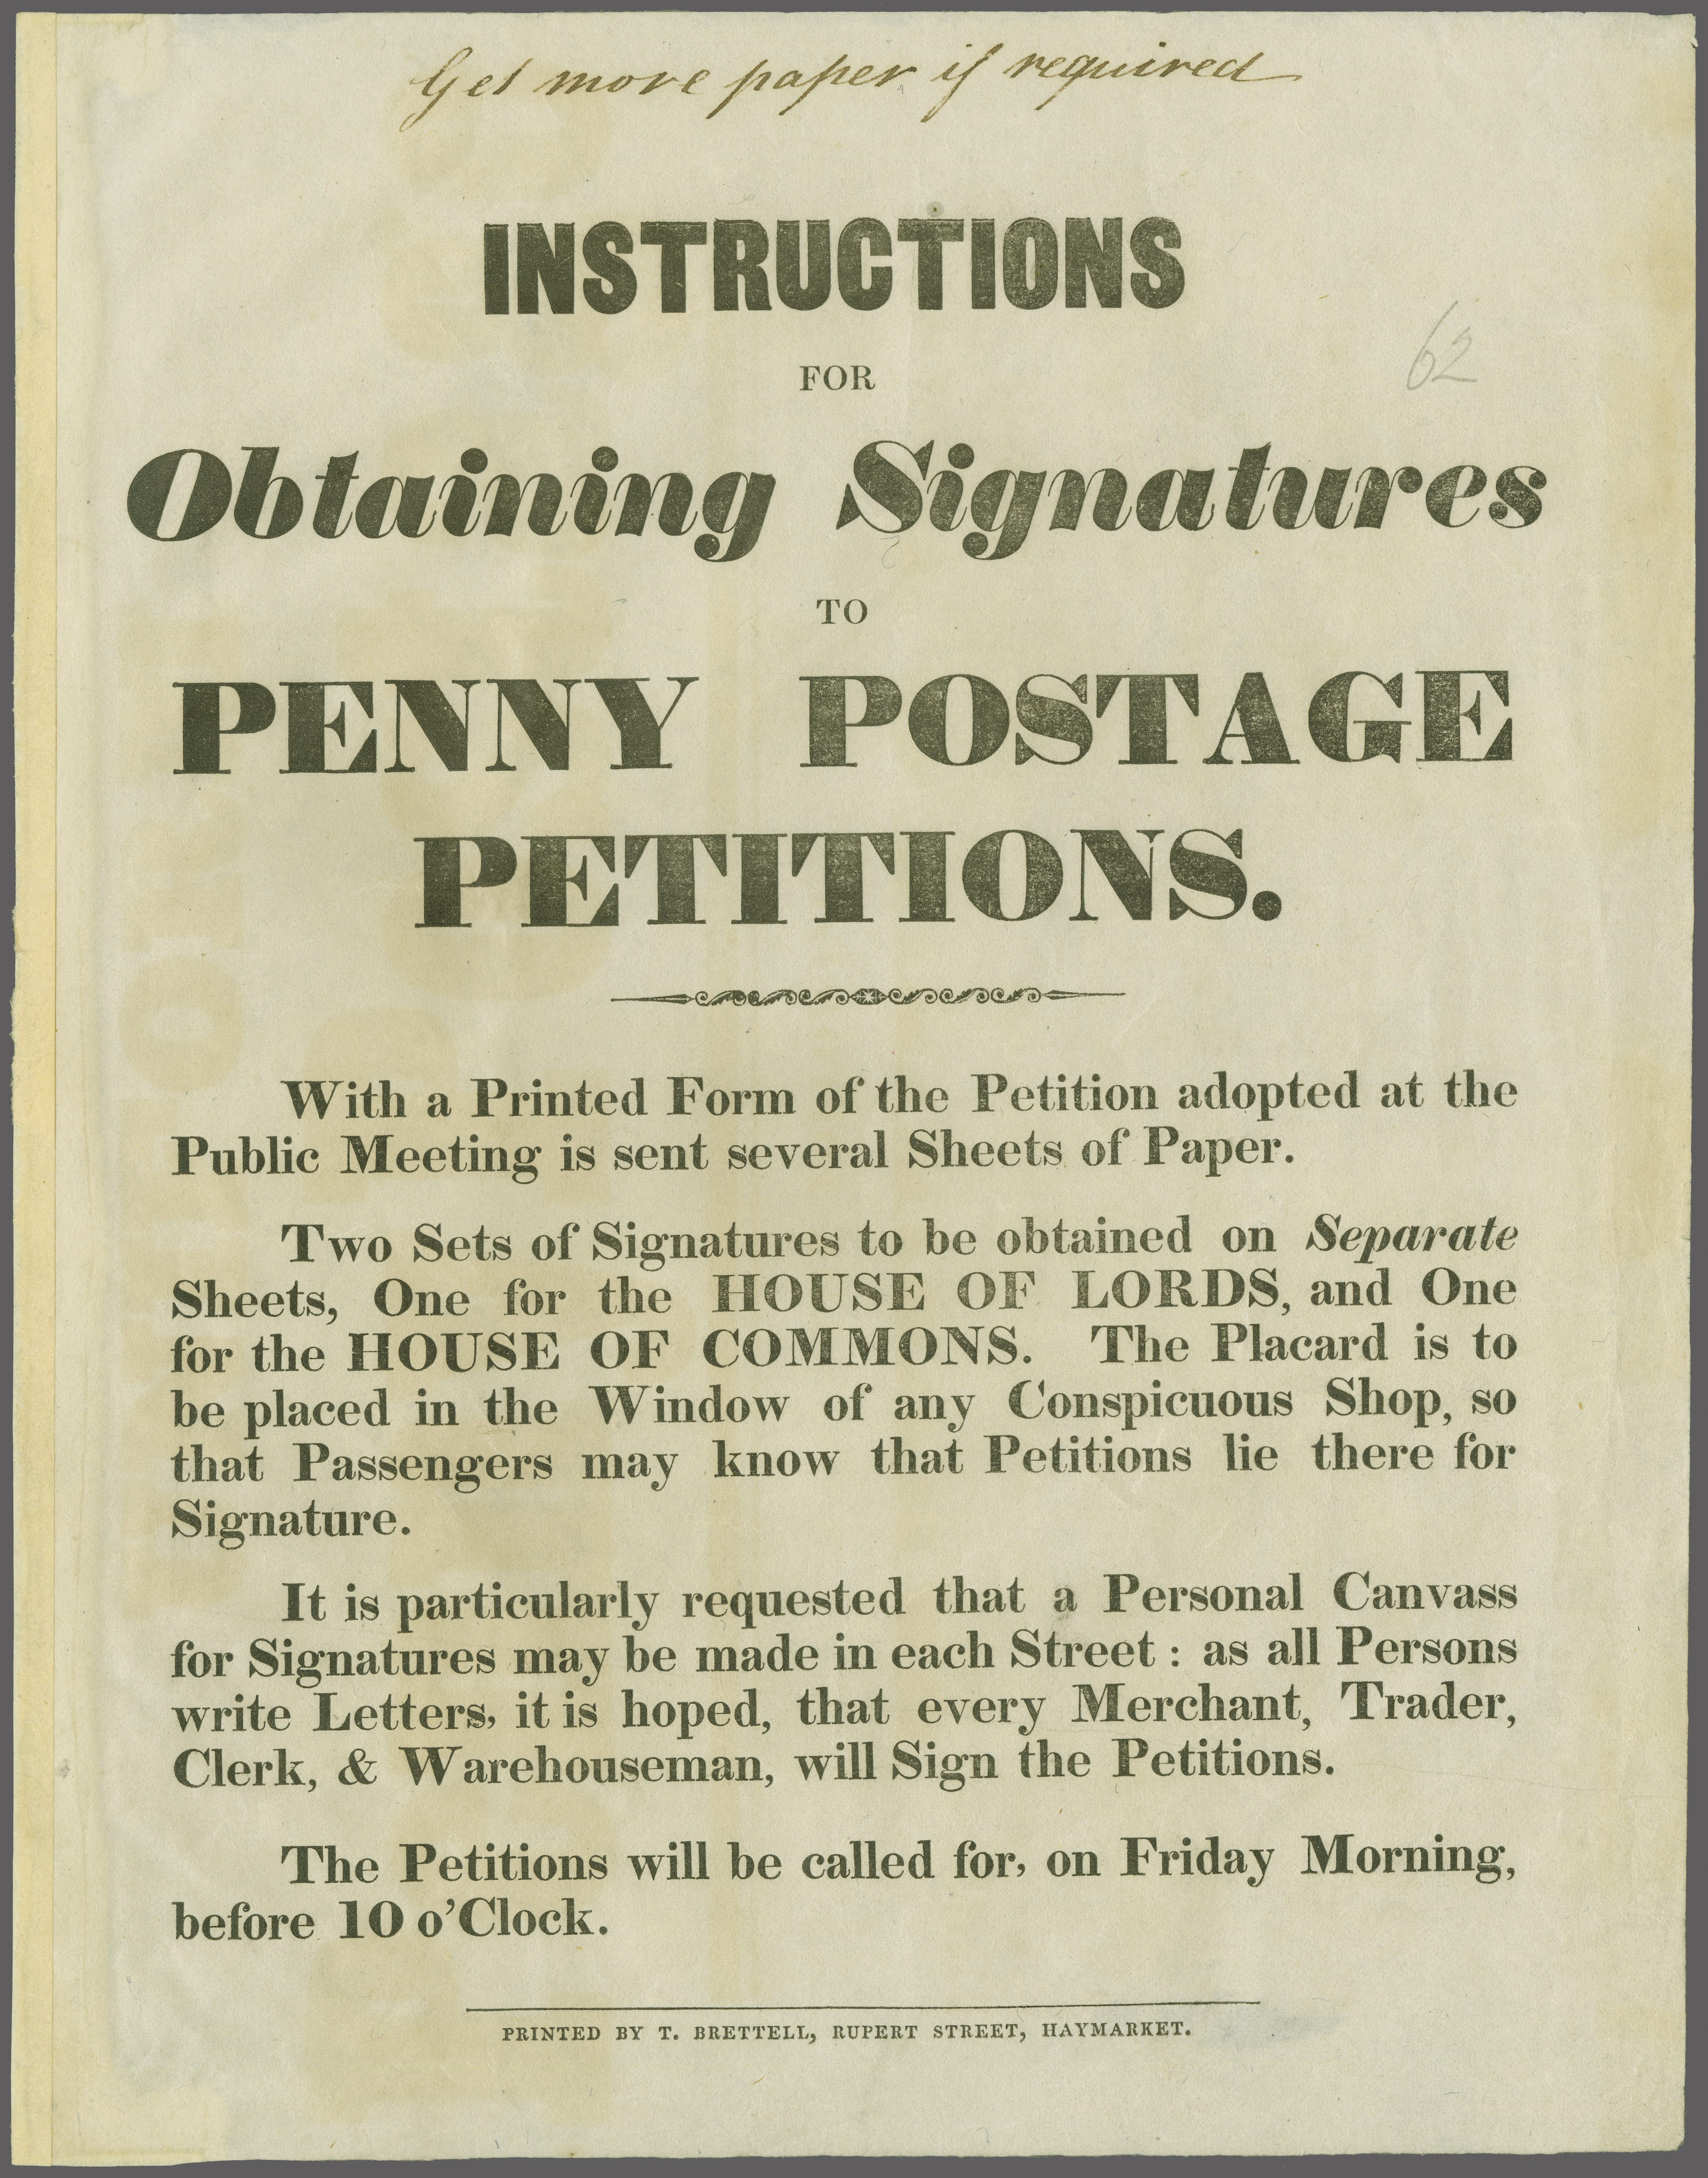 Get more paper if required
INSTRUCTIONS
62
FOR
Obtaining Signatures
TO
PENNY POSTAGE
PETITIONS.
With a Printed Form of the Petition adopted at the
Public Meeting is sent several Sheets of Paper.
Two Sets of Signatures to be obtained on Separate
Sheets, One for the HOUSE OF LORDS, and One
for the HOUSE OF COMMONS. The Placard is to
be placed in the Window of any Conspicuous Shop, so
that Passengers may know that Petitions lie there for
Signature.
It is particularly requested that a Personal Canvass
for Signatures may be made in each Street : as all Persons
write Letters, it is hoped, that every Merchant, Trader,
Clerk, & Warehouseman, will Sign the Petitions.
The Petitions will be called for, on Friday Morning,
before 10 o'Clock.
PRINTED BY T. BRETTELL, RUPERT STREET, HAYMARKET.